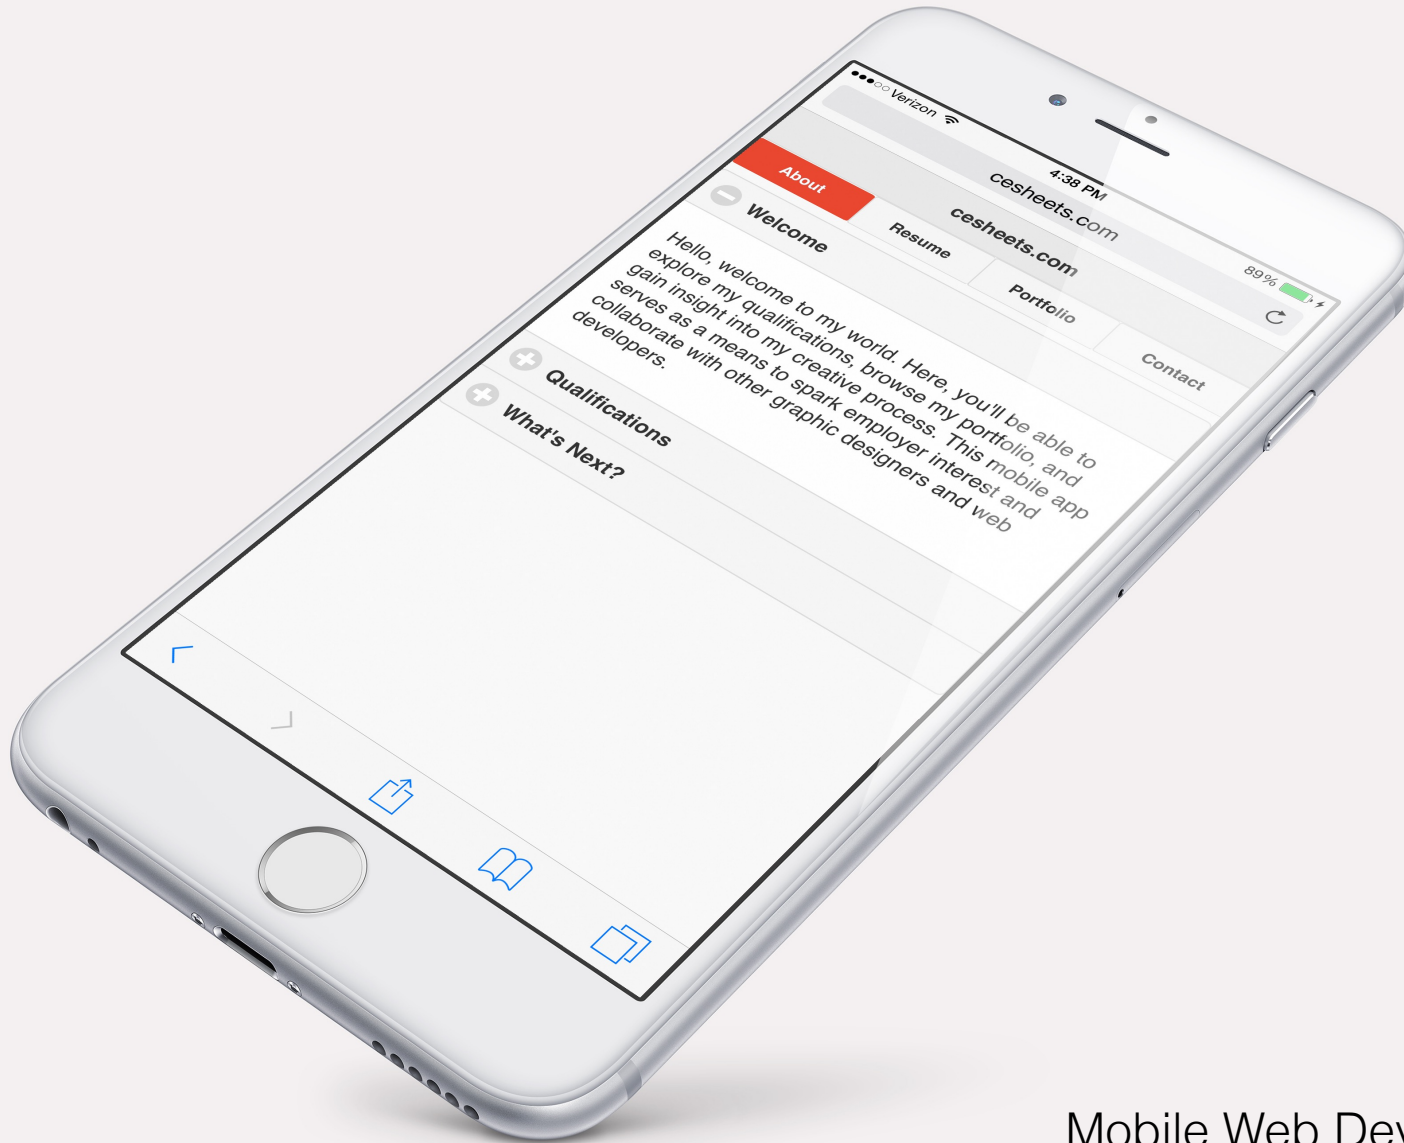 Verizon
4:38 PM
89%
cesheets.com
cesheets.com
About
Resume
Portfolio
Contact
Welcome
Hello, welcome to my world. Here, you'll be able to
explore my qualifications, browse my portfolio, and
gain insight into my creative process. This mobile app
serves as a means to spark employer interest and
collaborate with other graphic designers and web
developers.
Qualifications
What's Next?
Mobile Web Dev